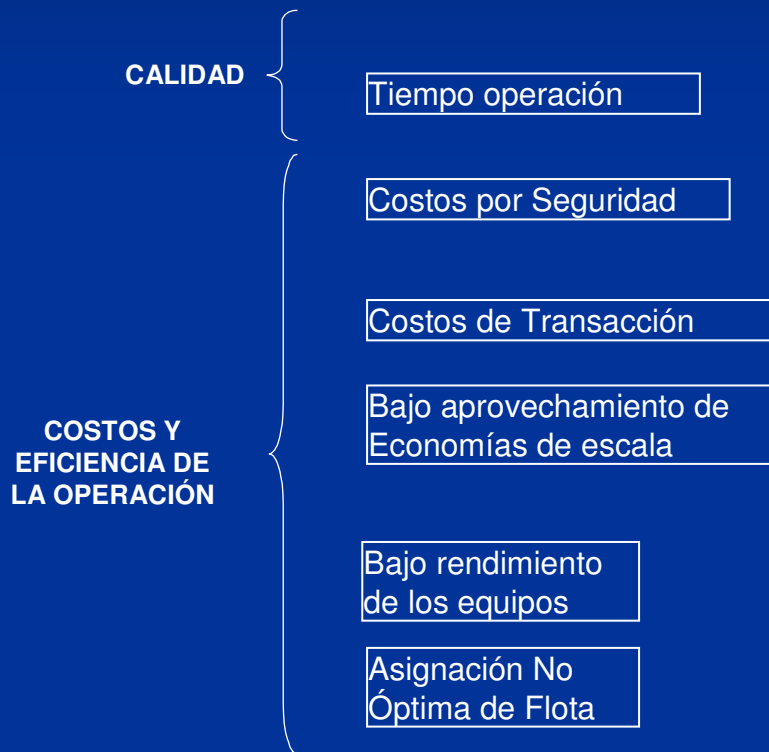 CALIDAD
Tiempo operación
Costos por Seguridad
Costos de Transacción
Bajo aprovechamiento de
Economías de escala
COSTOS Y
EFICIENCIA DE
LA OPERACIÓN
Bajo rendimiento
de los equipos
Asignación No
Óptima de Flota